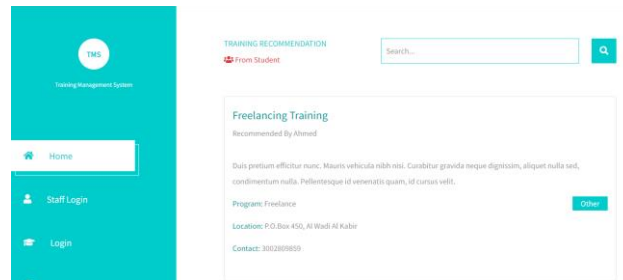 TMS
Training Management System
Home
Staff Login
Login
TRAINING RECOMMENDATION
From Student
Search...
Freelancing Training
Recommended By Ahmed
Duis pretium efficitur nunc. Mauris vehicula nibh nisi. Curabitur gravida neque dignissim, aliquet nulla sed,
condimentum nulla. Pellentesque id venenatis quam, id cursus velit.
Program: Freelance
Other
Location: P.O.Box 450, Al Wadi Al Kabir
Contact: 3002809859